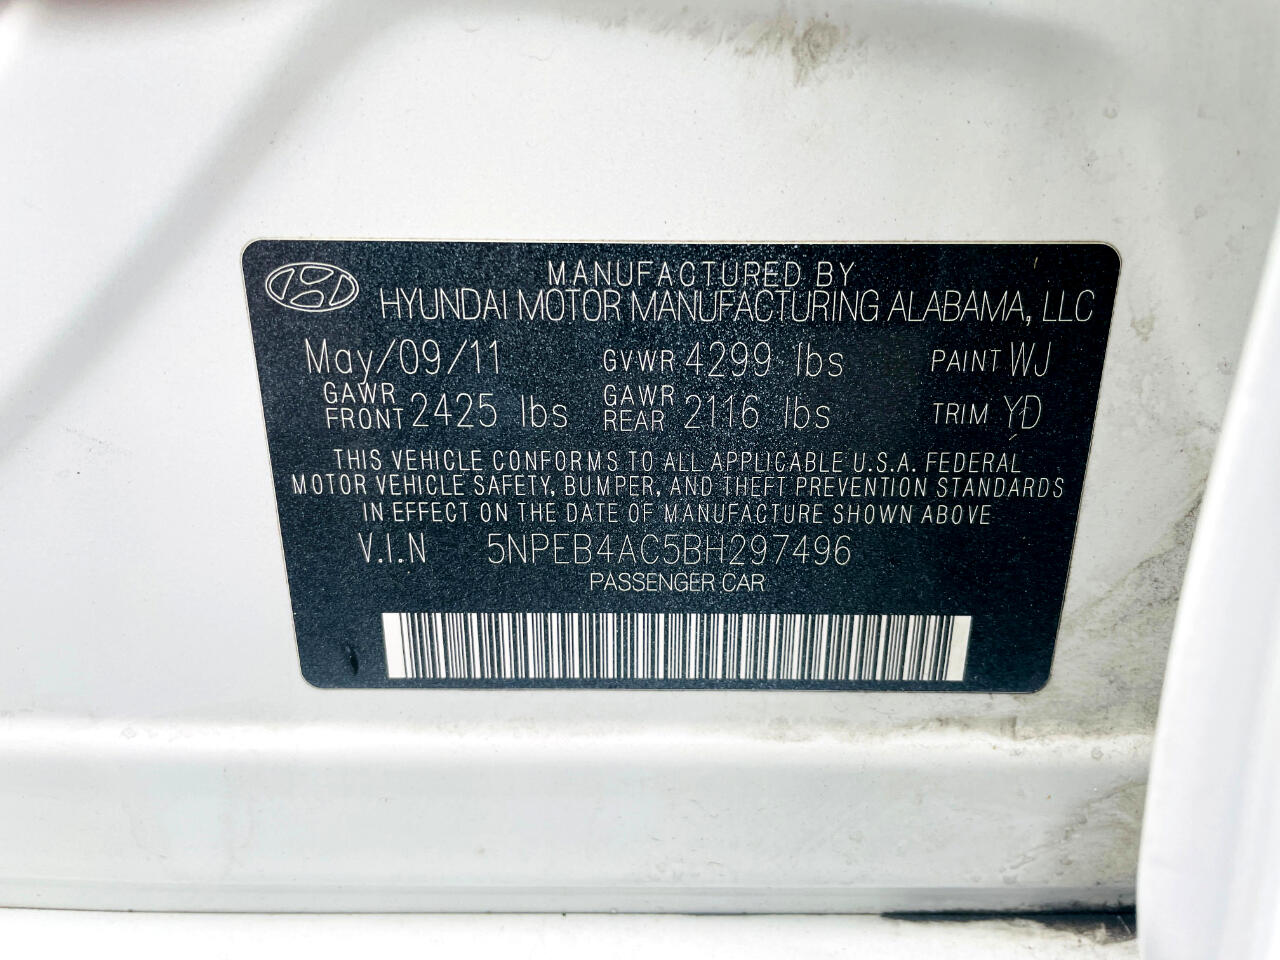 MANUFACTURED BY
HYUNDAI MOTOR MANUFACTURING ALABAMA, LLC
May/09/11 GVWR 4299 lbs PAINT WJ
GAWR FRONT 2425 lbs GAWR REAR 2116 lbs TRIM YD
THIS VEHICLE CONFORMS TO ALL APPLICABLE U.S.A. FEDERAL
MOTOR VEHICLE SAFETY, BUMPER, AND THEFT PREVENTION STANDARDS
IN EFFECT ON THE DATE OF MANUFACTURE SHOWN ABOVE
V.I.N 5NPEB4AC5BH297496
PASSENGER CAR